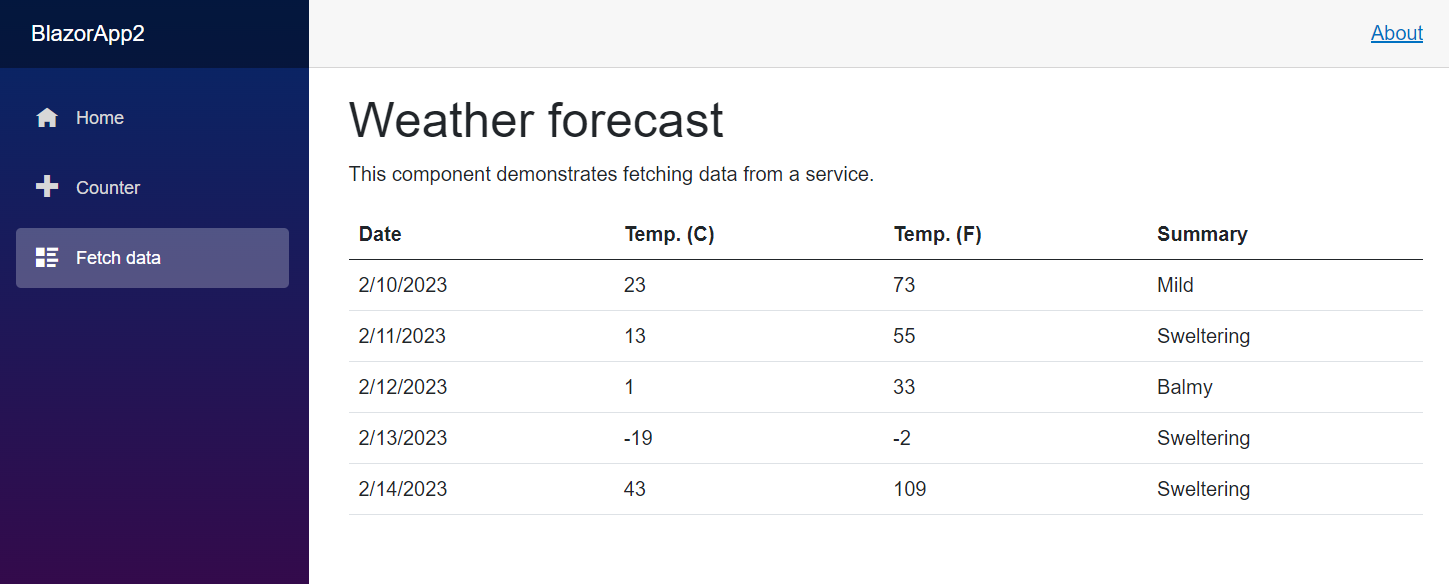 BlazorApp2
About
Home
Counter
Fetch data
Weather forecast
This component demonstrates fetching data from a service.
Date Temp. (C) Temp. (F) Summary
2/10/2023 23 73 Mild
2/11/2023 13 55 Sweltering
2/12/2023 1 33 Balmy
2/13/2023 -19 -2 Sweltering
2/14/2023 43 109 Sweltering